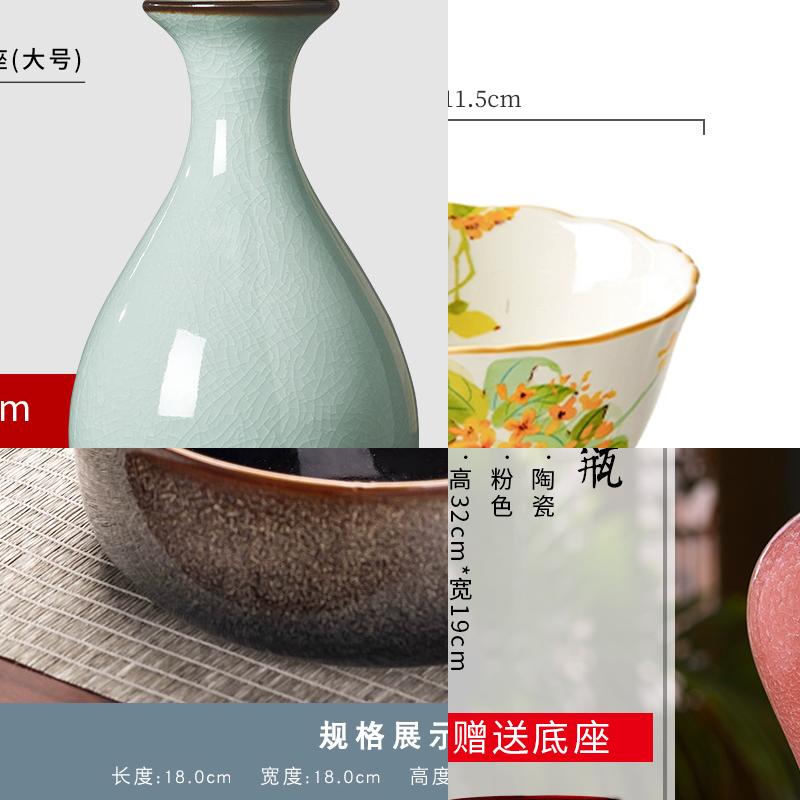 座(大号)
m
11.5cm
瓶
·陶瓷
·粉色
·高32cm*宽19cm
赠送底座
规格展示
长度:18.0cm 宽度:18.0cm 高度